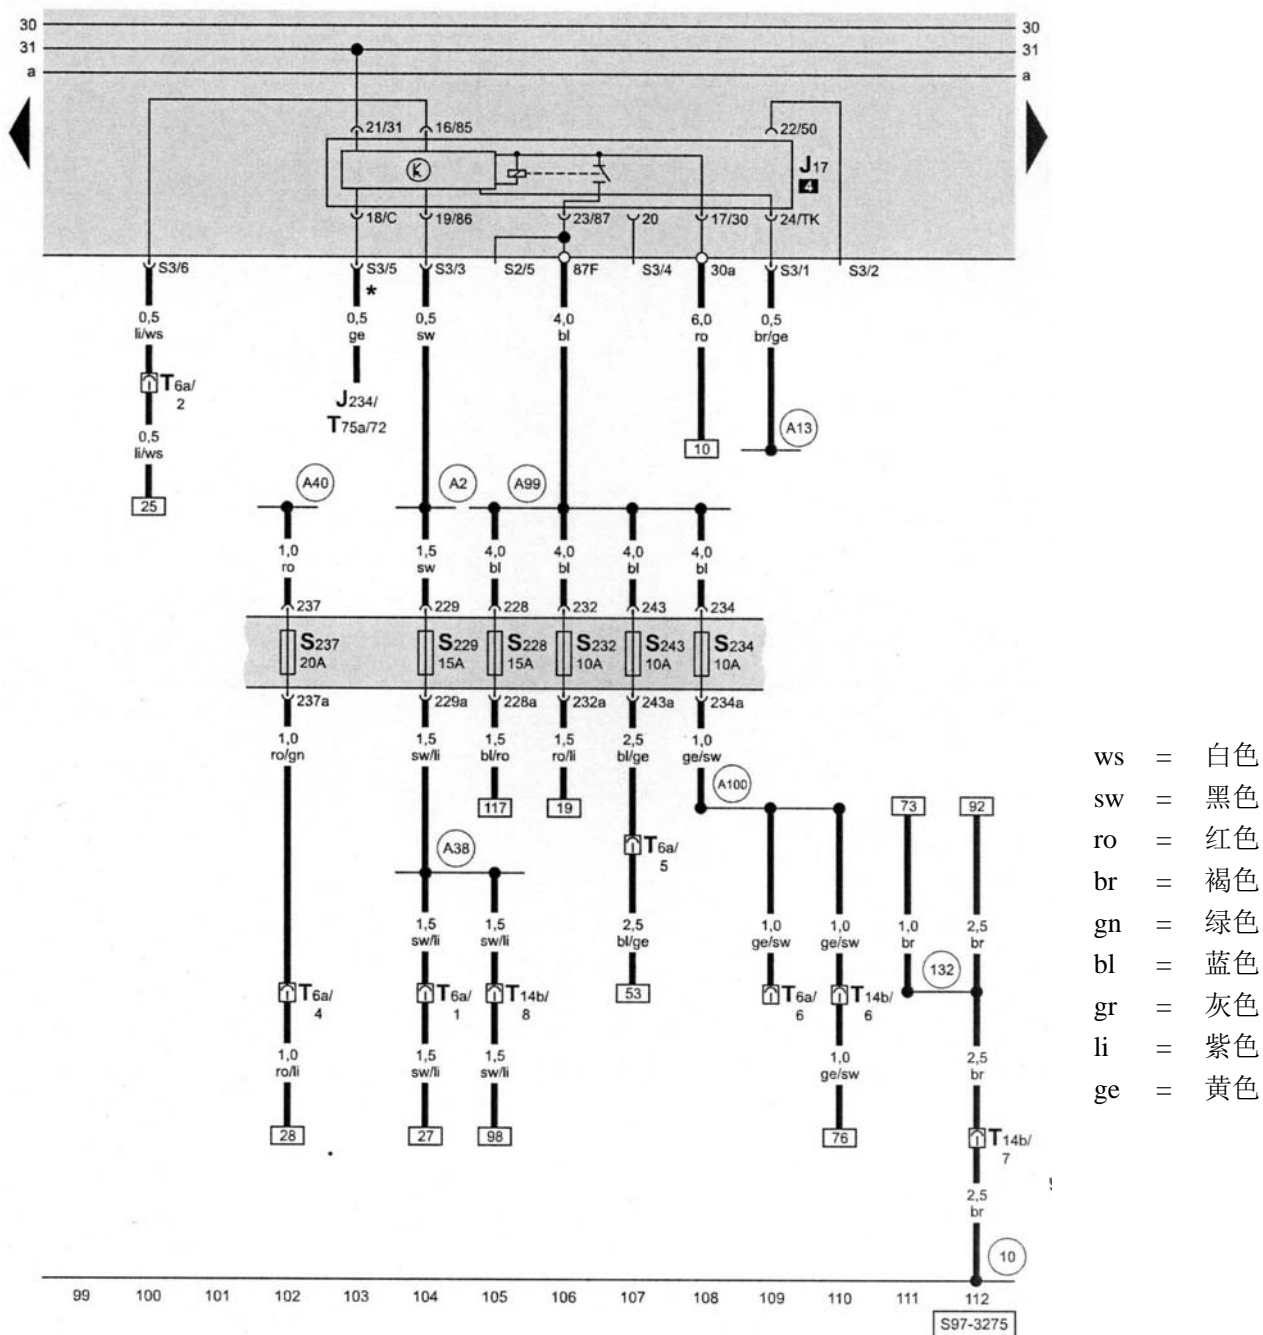 30 30
31 31
a a
21/31 16/85 22/50
J17
4
K
18/C 19/86 23/87 20 17/30 24/TK
S3/6 S3/5 S3/3 S2/5 87F S3/4 30a S3/1 S3/2
*
0,5 0,5 0,5 4,0 6,0 0,5
li/ws ge sw bl ro br/ge
T6a/
2
J234/
T75a/72
A13
0,5
li/ws
10
A40 A2 A99
25
1,0 1,5 4,0 4,0 4,0 4,0
ro sw bl bl bl bl
237 229 228 232 243 234
S237 S229 S228 S232 S243 S234
20A 15A 15A 10A 10A 10A
237a 229a 228a 232a 243a 234a
1,0 1,5 1,5 1,5 2,5 1,0
ro/gn sw/li bl/ro ro/li bl/ge ge/sw
A100
117 19 73 92
A38
T6a/
5
1,5 1,5 2,5 1,0 1,0 1,0 2,5
sw/li sw/li bl/ge ge/sw ge/sw br br
132
T6a/ T6a/ T14b/ 53 T6a/ T14b/
4 1 8 6 6
1,0 1,5 1,5 1,0 2,5
ro/li sw/li sw/li ge/sw br
28 27 98 76
T14b/
7
2,5
br
10
99 100 101 102 103 104 105 106 107 108 109 110 111 112
S97-3275
ws = 白色
sw = 黑色
ro = 红色
br = 褐色
gn = 绿色
bl = 蓝色
gr = 灰色
li = 紫色
ge = 黄色